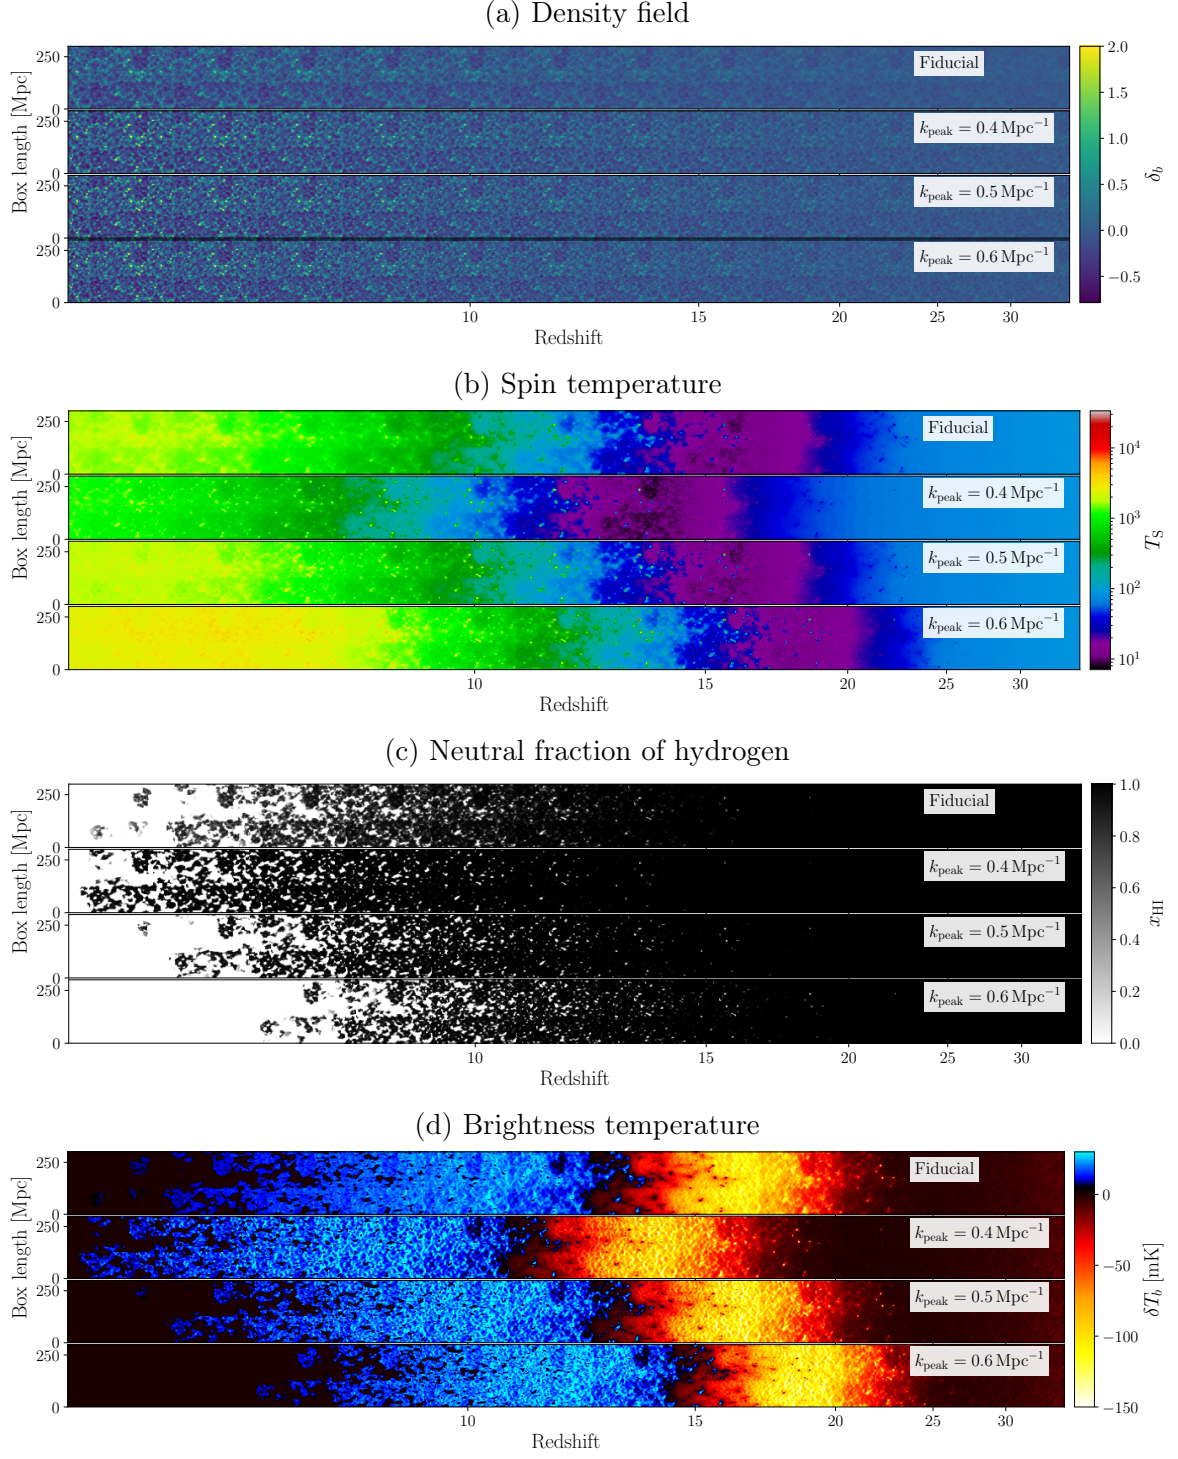 (a) Density field
Box length [Mpc]
250
0
250
0
250
0
250
0
Fiducial
k_peak = 0.4 Mpc⁻¹
k_peak = 0.5 Mpc⁻¹
k_peak = 0.6 Mpc⁻¹
10 15 20 25 30
Redshift
2.0
1.5
1.0
0.5
0.0
−0.5
δ_b
(b) Spin temperature
Box length [Mpc]
250
0
250
0
250
0
250
0
Fiducial
k_peak = 0.4 Mpc⁻¹
k_peak = 0.5 Mpc⁻¹
k_peak = 0.6 Mpc⁻¹
10 15 20 25 30
Redshift
10⁴
10³
10²
10¹
T_S
(c) Neutral fraction of hydrogen
Box length [Mpc]
250
0
250
0
250
0
250
0
Fiducial
k_peak = 0.4 Mpc⁻¹
k_peak = 0.5 Mpc⁻¹
k_peak = 0.6 Mpc⁻¹
10 15 20 25 30
Redshift
1.0
0.8
0.6
0.4
0.2
0.0
x_HI
(d) Brightness temperature
Box length [Mpc]
250
0
250
0
250
0
250
0
Fiducial
k_peak = 0.4 Mpc⁻¹
k_peak = 0.5 Mpc⁻¹
k_peak = 0.6 Mpc⁻¹
10 15 20 25 30
Redshift
0
−50
−100
−150
δT_b [mK]